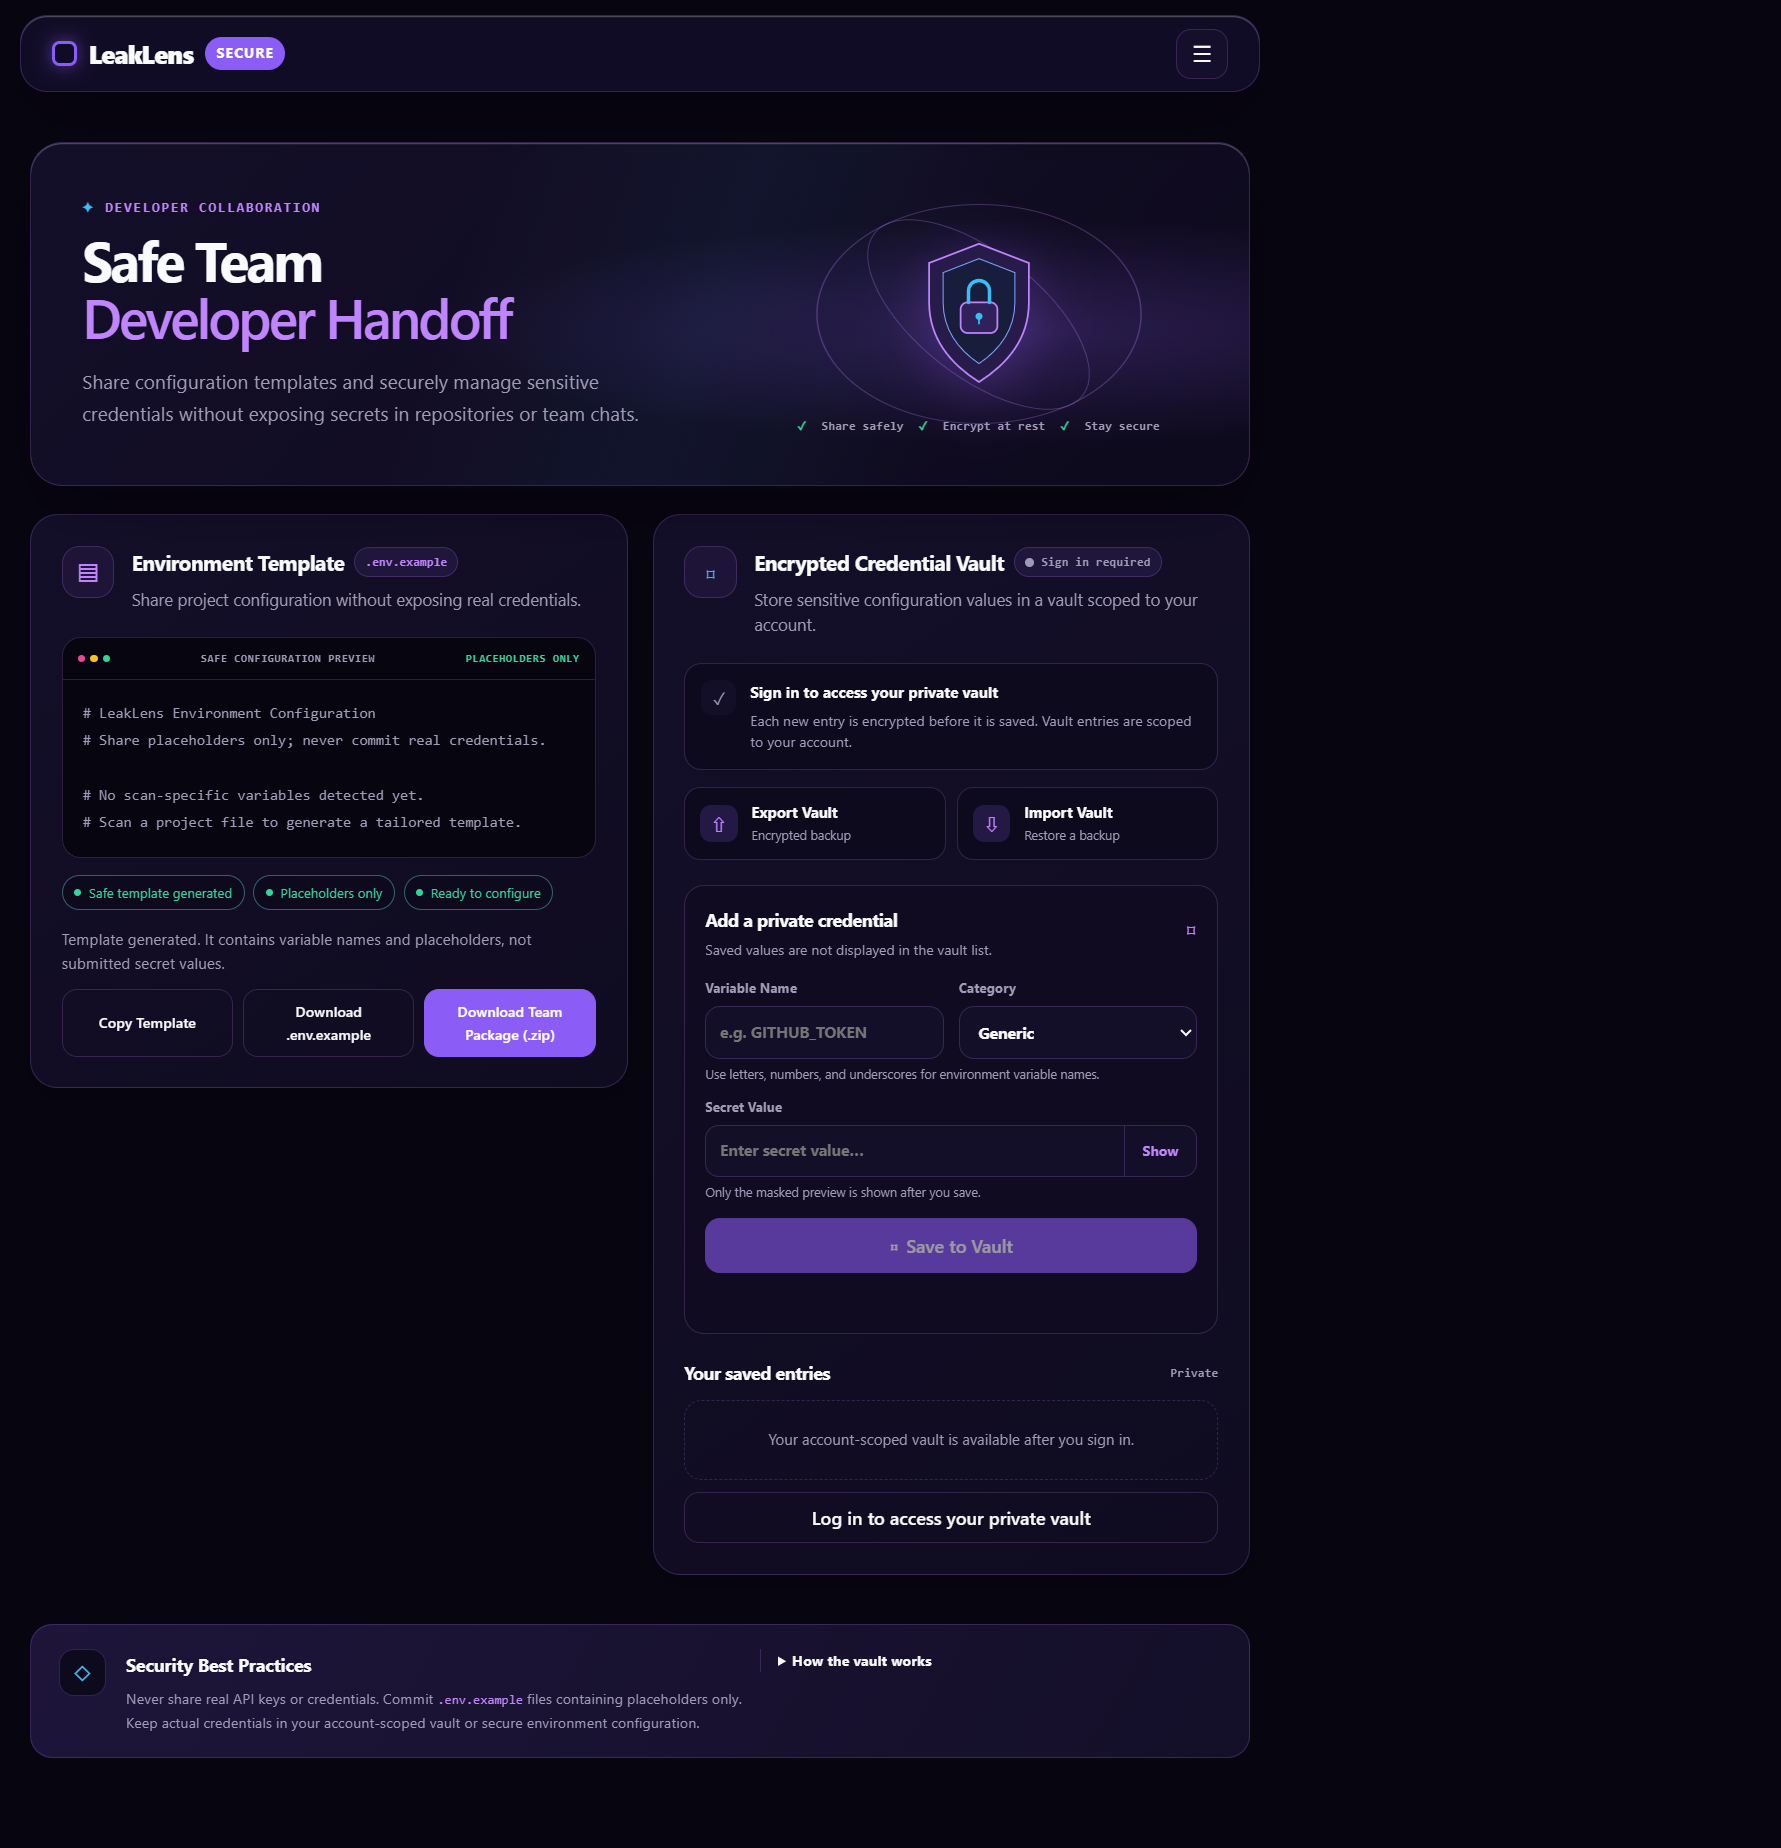 LeakLens SECURE
☰
✦ DEVELOPER COLLABORATION
Safe Team
Developer Handoff
Share configuration templates and securely manage sensitive
credentials without exposing secrets in repositories or team chats.
✓ Share safely ✓ Encrypt at rest ✓ Stay secure
Environment Template .env.example
Share project configuration without exposing real credentials.
SAFE CONFIGURATION PREVIEW PLACEHOLDERS ONLY
# LeakLens Environment Configuration
# Share placeholders only; never commit real credentials.
# No scan-specific variables detected yet.
# Scan a project file to generate a tailored template.
Safe template generated
Placeholders only
Ready to configure
Template generated. It contains variable names and placeholders, not
submitted secret values.
Copy Template
Download
.env.example
Download Team
Package (.zip)
Encrypted Credential Vault Sign in required
Store sensitive configuration values in a vault scoped to your
account.
✓ Sign in to access your private vault
Each new entry is encrypted before it is saved. Vault entries are scoped
to your account.
⇧ Export Vault
Encrypted backup
⇩ Import Vault
Restore a backup
Add a private credential
Saved values are not displayed in the vault list.
Variable Name
e.g. GITHUB_TOKEN
Category
Generic
Use letters, numbers, and underscores for environment variable names.
Secret Value
Enter secret value... Show
Only the masked preview is shown after you save.
¤ Save to Vault
Your saved entries Private
Your account-scoped vault is available after you sign in.
Log in to access your private vault
Security Best Practices
Never share real API keys or credentials. Commit .env.example files containing placeholders only.
Keep actual credentials in your account-scoped vault or secure environment configuration.
▶ How the vault works